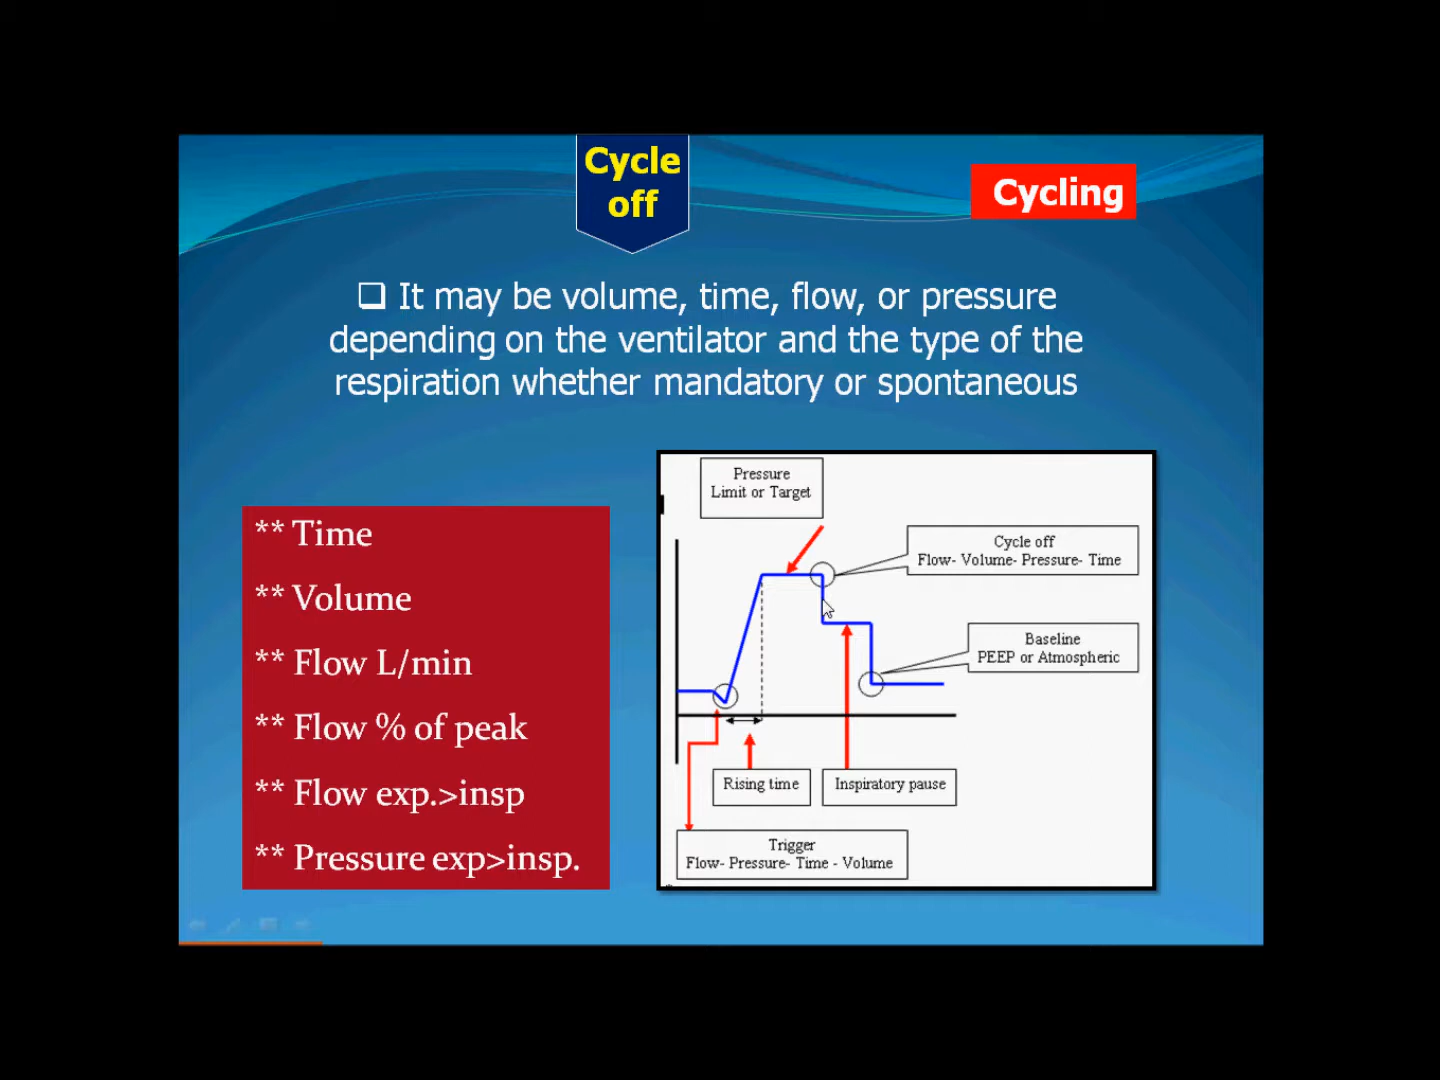 Cycle
off
Cycling
❑ It may be volume, time, flow, or pressure
depending on the ventilator and the type of the
respiration whether mandatory or spontaneous
** Time
** Volume
** Flow L/min
** Flow % of peak
** Flow exp.>insp
** Pressure exp>insp.
Pressure
Limit or Target
Cycle off
Flow- Volume- Pressure- Time
Baseline
PEEP or Atmospheric
Rising time
Inspiratory pause
Trigger
Flow- Pressure- Time - Volume